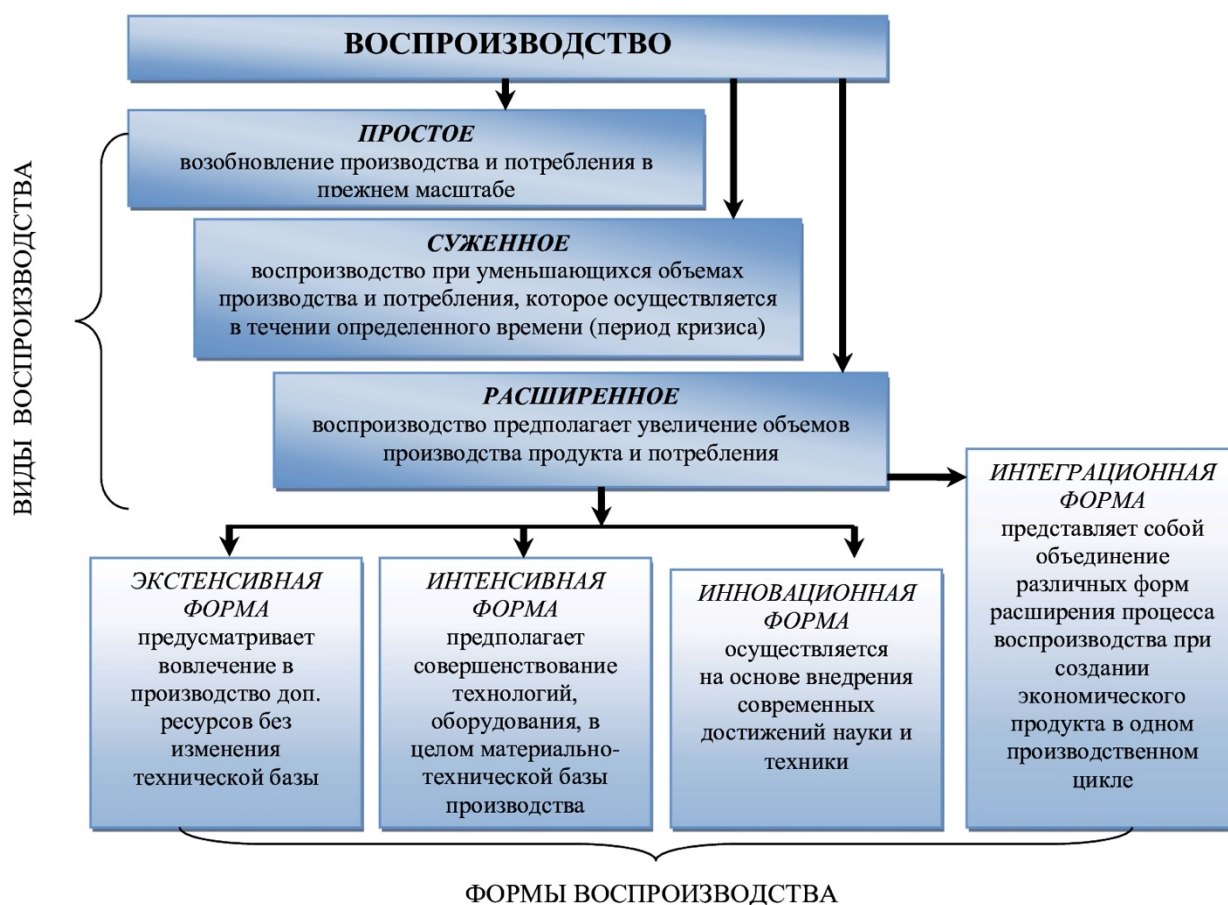 ВОСПРОИЗВОДСТВО
ПРОСТОЕ
возобновление производства и потребления в
прежнем масштабе
СУЖЕННОЕ
воспроизводство при уменьшающихся объемах
производства и потребления, которое осуществляется
в течении определенного времени (период кризиса)
РАСШИРЕННОЕ
воспроизводство предполагает увеличение объемов
производства продукта и потребления
ВИДЫ ВОСПРОИЗВОДСТВА
ЭКСТЕНСИВНАЯ
ФОРМА
предусматривает
вовлечение в
производство доп.
ресурсов без
изменения
технической базы
ИНТЕНСИВНАЯ
ФОРМА
предполагает
совершенствование
технологий,
оборудования, в
целом материально-
технической базы
производства
ИННОВАЦИОННАЯ
ФОРМА
осуществляется
на основе внедрения
современных
достижений науки и
техники
ИНТЕГРАЦИОННАЯ
ФОРМА
представляет собой
объединение
различных форм
расширения процесса
воспроизводства при
создании
экономического
продукта в одном
производственном
цикле
ФОРМЫ ВОСПРОИЗВОДСТВА